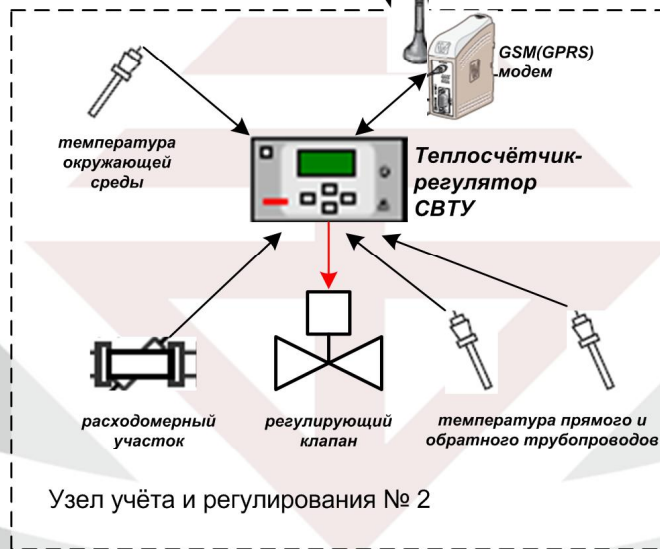 GSM(GPRS)
модем
температура
окружающей
среды
Теплосчётчик-
регулятор
СВТУ
расходомерный
участок
регулирующий
клапан
температура прямого и
обратного трубопроводов
Узел учёта и регулирования № 2